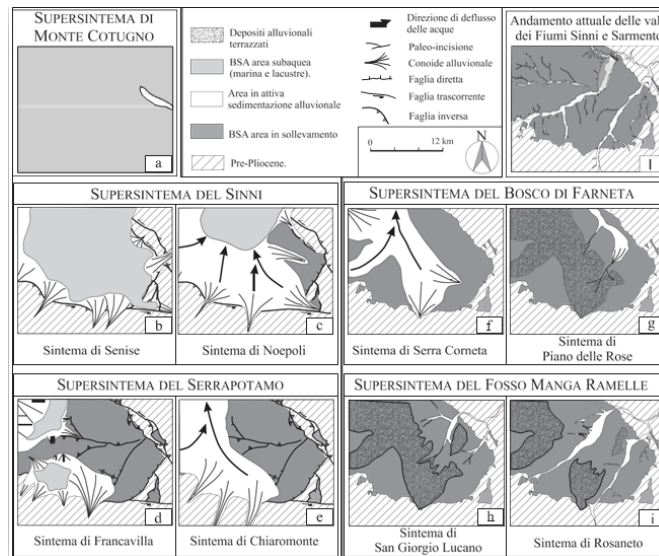 SUPERSINTEMA DI
MONTE COTUGNO
a
Depositi alluvionali
terrazzati
BSA area subaquea
(marina e lacustre).
Area in attiva
sedimentazione alluvionale
BSA area in sollevamento
Pre-Pliocene.
Direzione di deflusso
delle acque
Paleo-incisione
Conoide alluvionale
Faglia diretta
Faglia trascorrente
Faglia inversa
0 12 km
N
Andamento attuale delle val
dei Fiumi Sinni e Sarmento
l
SUPERSINTEMA DEL SINNI
b
c
Sintema di Senise
Sintema di Noepoli
SUPERSINTEMA DEL BOSCO DI FARNETA
f
g
Sintema di Serra Corneta
Sintema di
Piano delle Rose
SUPERSINTEMA DEL SERRAPOTAMO
d
e
Sintema di Francavilla
Sintema di Chiaromonte
SUPERSINTEMA DEL FOSSO MANGA RAMELLE
h
i
Sintema di
San Giorgio Lucano
Sintema di Rosaneto